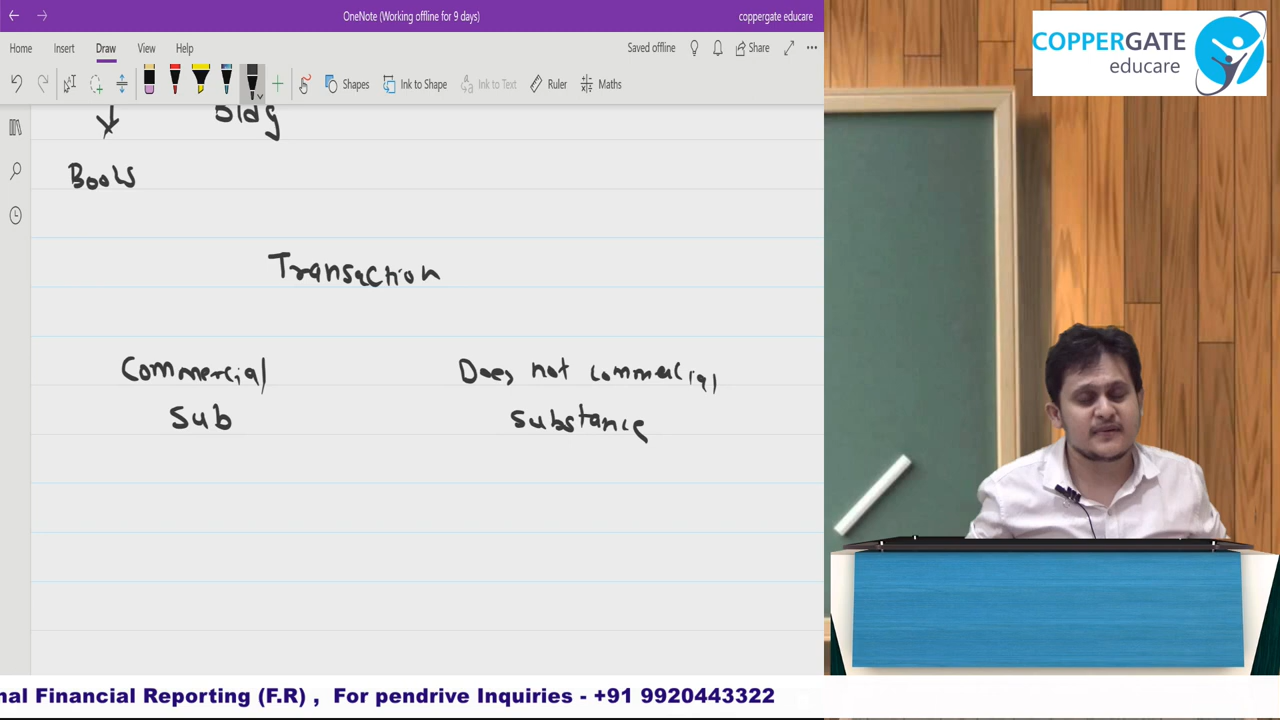 OneNote (Working offline for 9 days)
coppergate educare
Home Insert Draw View Help
Saved offline
Share
Shapes
Ink to Shape
Ink to Text
Ruler
Maths
Bldg
Books
Transaction
Commercial
Sub
Does not commercial
Substance
COPPERGATE
educare
nal Financial Reporting (F.R) , For pendrive Inquiries - +91 9920443322